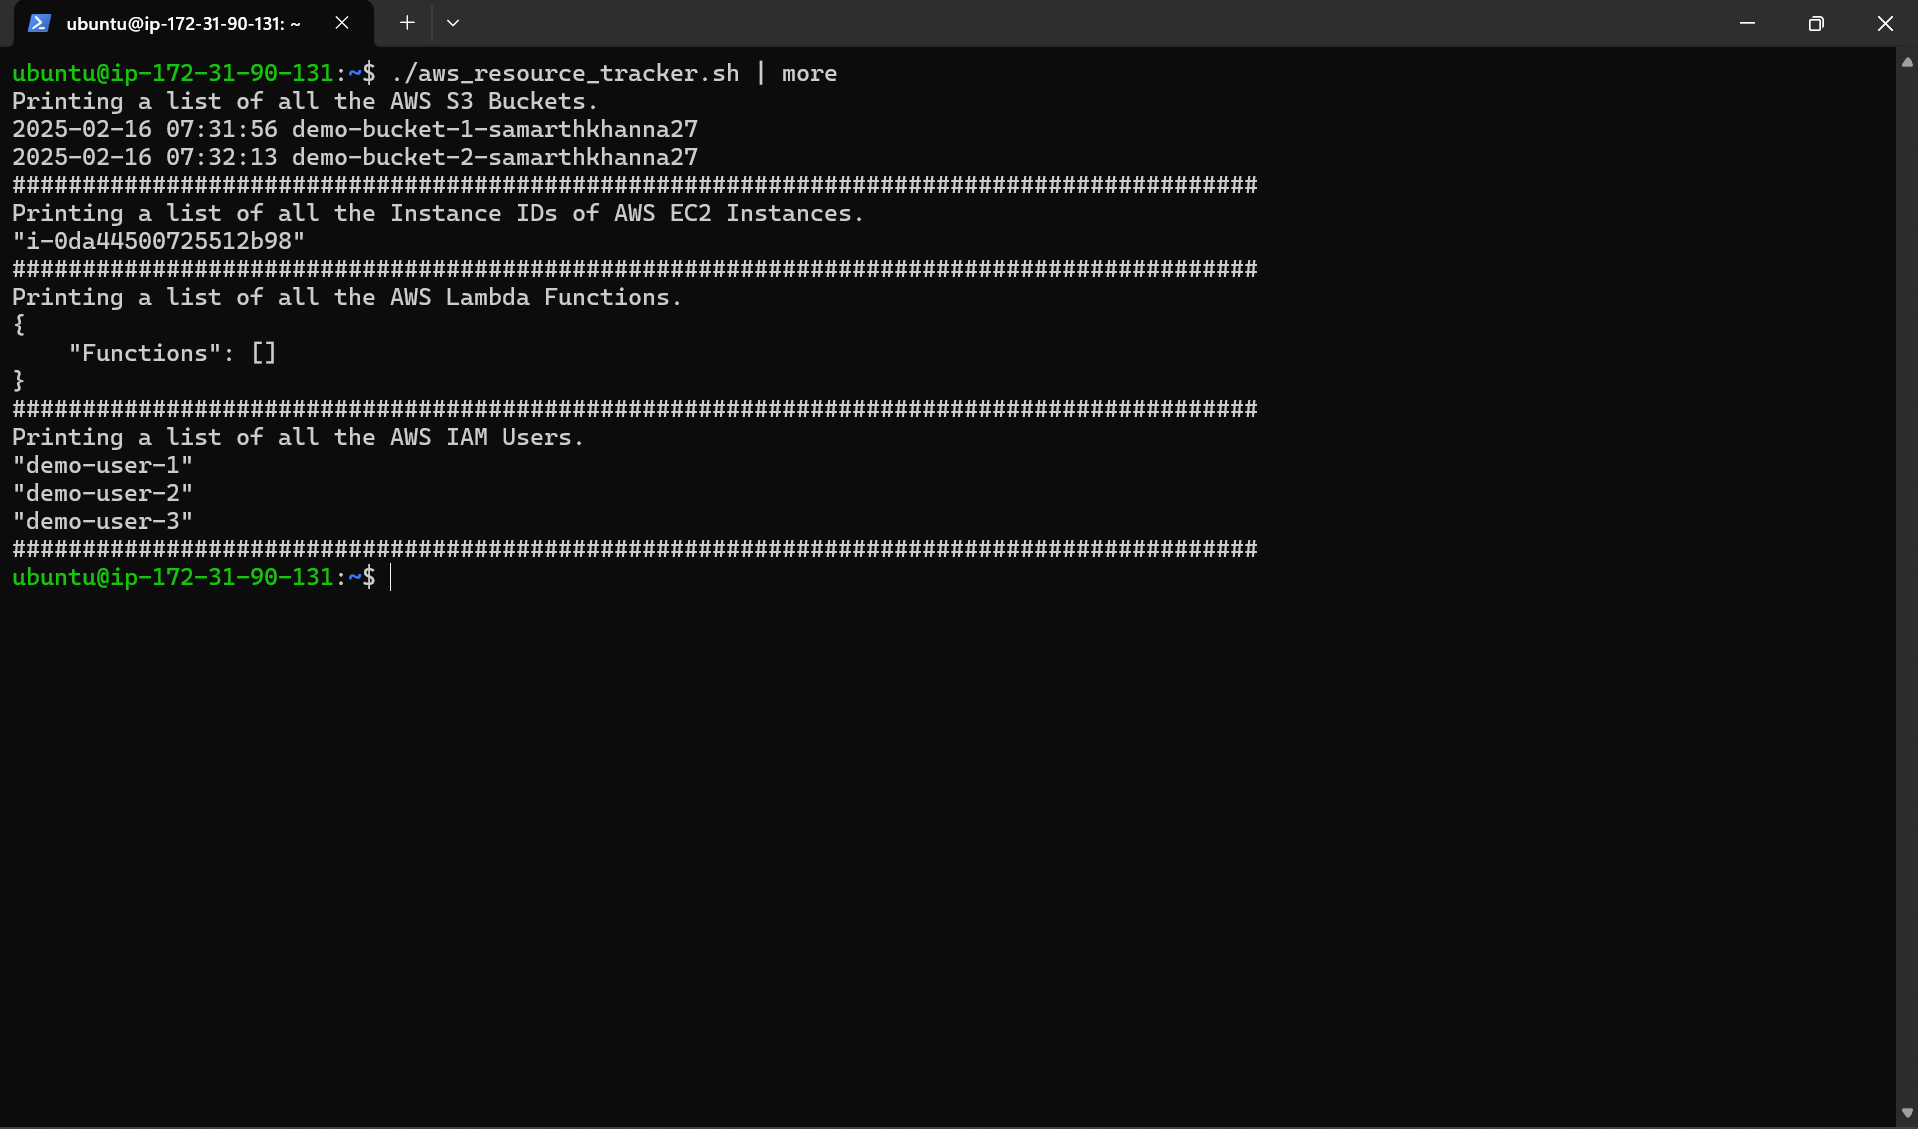 ubuntu@ip-172-31-90-131: ~
ubuntu@ip-172-31-90-131:~$ ./aws_resource_tracker.sh | more
Printing a list of all the AWS S3 Buckets.
2025-02-16 07:31:56 demo-bucket-1-samarthkhanna27
2025-02-16 07:32:13 demo-bucket-2-samarthkhanna27
#########################################################################################
Printing a list of all the Instance IDs of AWS EC2 Instances.
"i-0da44500725512b98"
#########################################################################################
Printing a list of all the AWS Lambda Functions.
{
    "Functions": []
}
#########################################################################################
Printing a list of all the AWS IAM Users.
"demo-user-1"
"demo-user-2"
"demo-user-3"
#########################################################################################
ubuntu@ip-172-31-90-131:~$